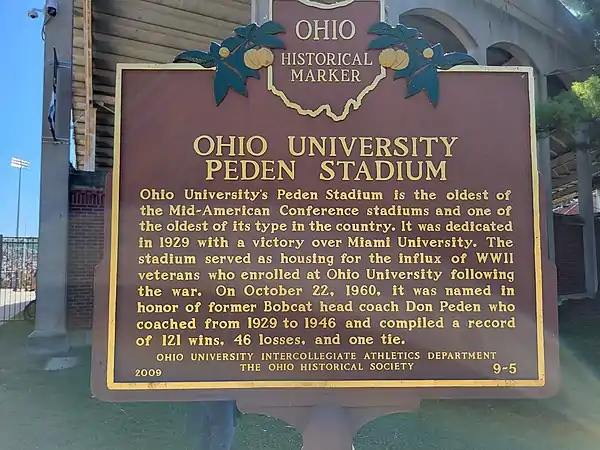 OHIO
HISTORICAL
MARKER
OHIO UNIVERSITY
PEDEN STADIUM
Ohio University's Peden Stadium is the oldest of
the Mid-American Conference stadiums and one of
the oldest of its type in the country. It was dedicated
in 1929 with a victory over Miami University. The
stadium served as housing for the influx of WWII
veterans who enrolled at Ohio University following
the war. On October 22, 1960, it was named in
honor of former Bobcat head coach Don Peden who
coached from 1929 to 1946 and compiled a record
of 121 wins, 46 losses, and one tie.
OHIO UNIVERSITY INTERCOLLEGIATE ATHLETICS DEPARTMENT
THE OHIO HISTORICAL SOCIETY
2009 9-5